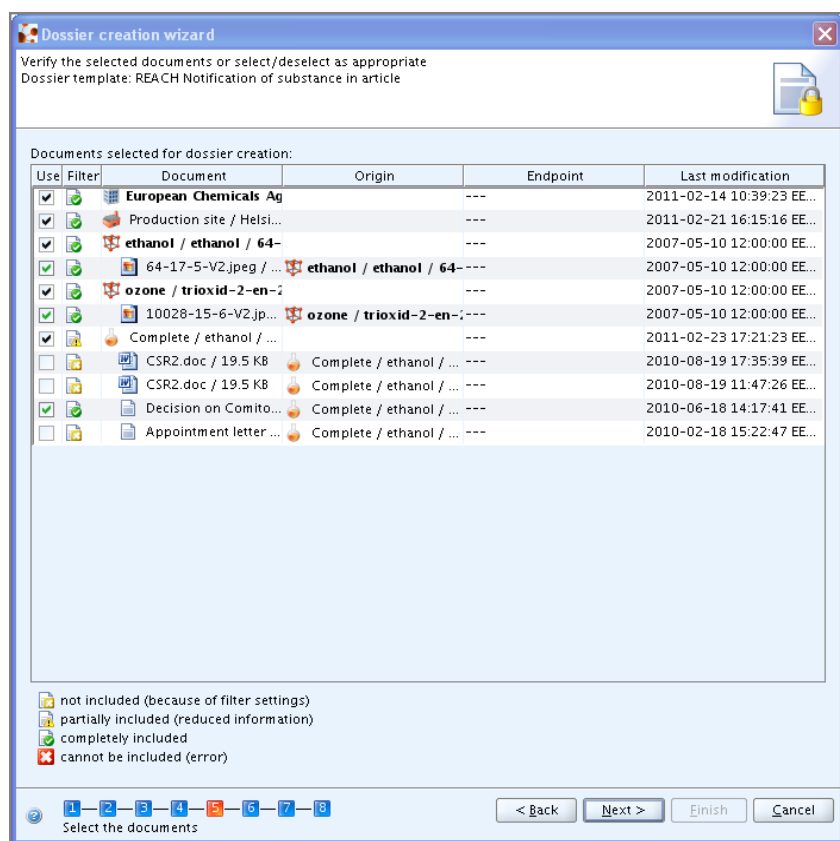 Dossier creation wizard
Verify the selected documents or select/deselect as appropriate
Dossier template: REACH Notification of substance in article
Documents selected for dossier creation:
Use Filter Document Origin Endpoint Last modification
European Chemicals Ag --- 2011-02-14 10:39:23 EE...
Production site / Helsi... --- 2011-02-21 16:15:16 EE...
ethanol / ethanol / 64- --- 2007-05-10 12:00:00 EE...
64-17-5-V2.jpeg / ... ethanol / ethanol / 64- --- 2007-05-10 12:00:00 EE...
ozone / trioxid-2-en-2 --- 2007-05-10 12:00:00 EE...
10028-15-6-V2.jp... ozone / trioxid-2-en-2 --- 2007-05-10 12:00:00 EE...
Complete / ethanol / ... --- 2011-02-23 17:21:23 EE...
CSR2.doc / 19.5 KB Complete / ethanol / ... --- 2010-08-19 17:35:39 EE...
CSR2.doc / 19.5 KB Complete / ethanol / ... --- 2010-08-19 11:47:26 EE...
Decision on Comito... Complete / ethanol / ... --- 2010-06-18 14:17:41 EE...
Appointment letter ... Complete / ethanol / ... --- 2010-02-18 15:22:47 EE...
not included (because of filter settings)
partially included (reduced information)
completely included
cannot be included (error)
1 2 3 4 5 6 7 8
Select the documents
< Back Next > Finish Cancel